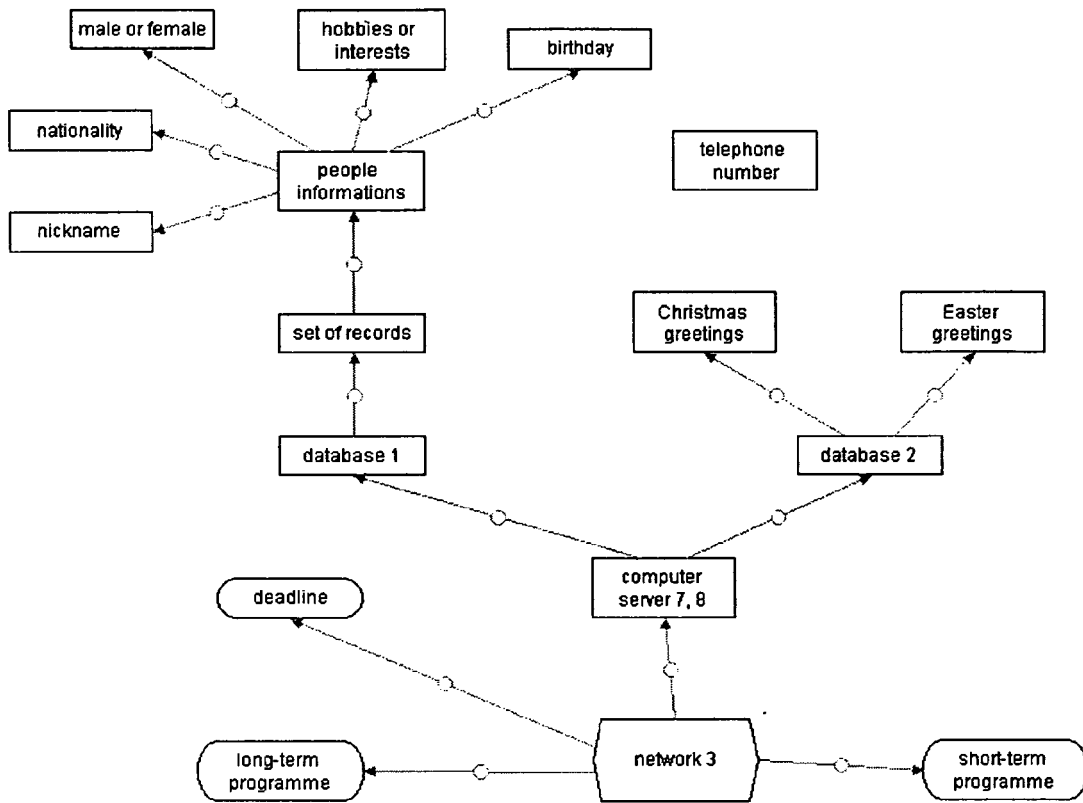 male or female
hobbies or
interests
birthday
nationality
telephone
number
people
informations
nickname
Christmas
greetings
Easter
greetings
set of records
database 1
database 2
computer
server 7, 8
deadline
long-term
programme
network 3
short-term
programme